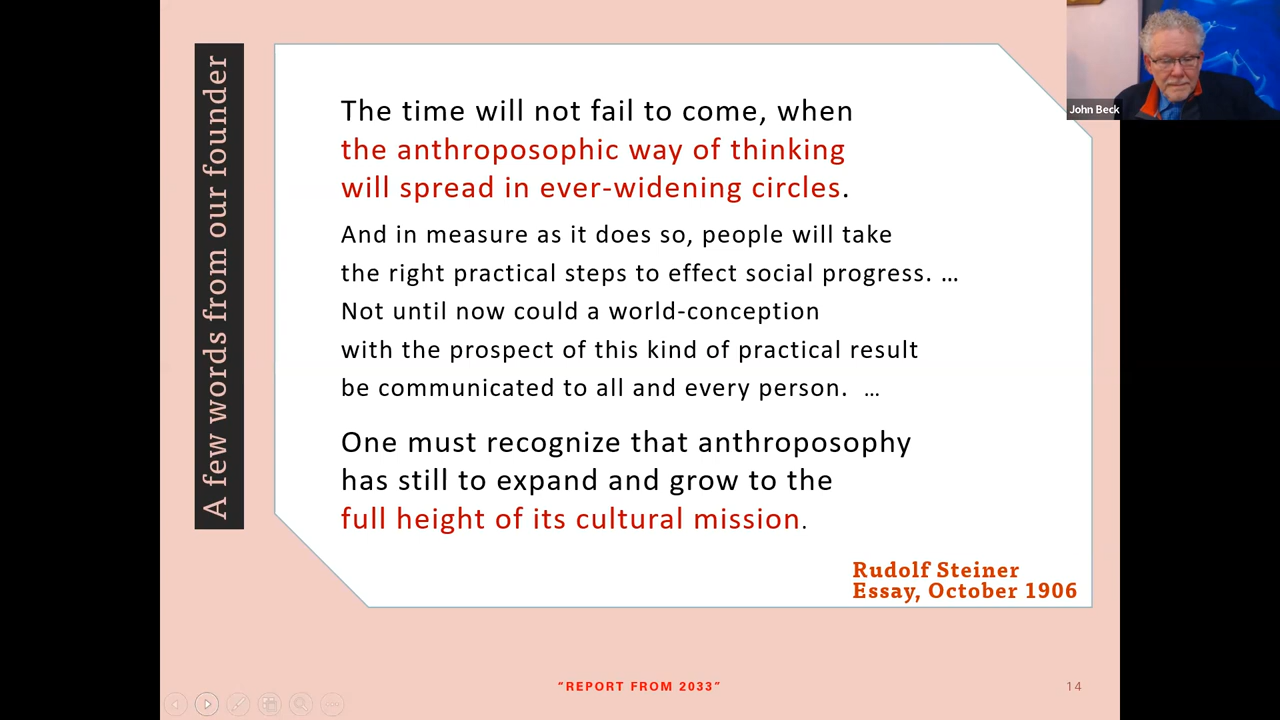 A few words from our founder
John Beck
The time will not fail to come, when
the anthroposophic way of thinking
will spread in ever-widening circles.
And in measure as it does so, people will take
the right practical steps to effect social progress. ...
Not until now could a world-conception
with the prospect of this kind of practical result
be communicated to all and every person. ...
One must recognize that anthroposophy
has still to expand and grow to the
full height of its cultural mission.
Rudolf Steiner
Essay, October 1906
"REPORT FROM 2033"
14